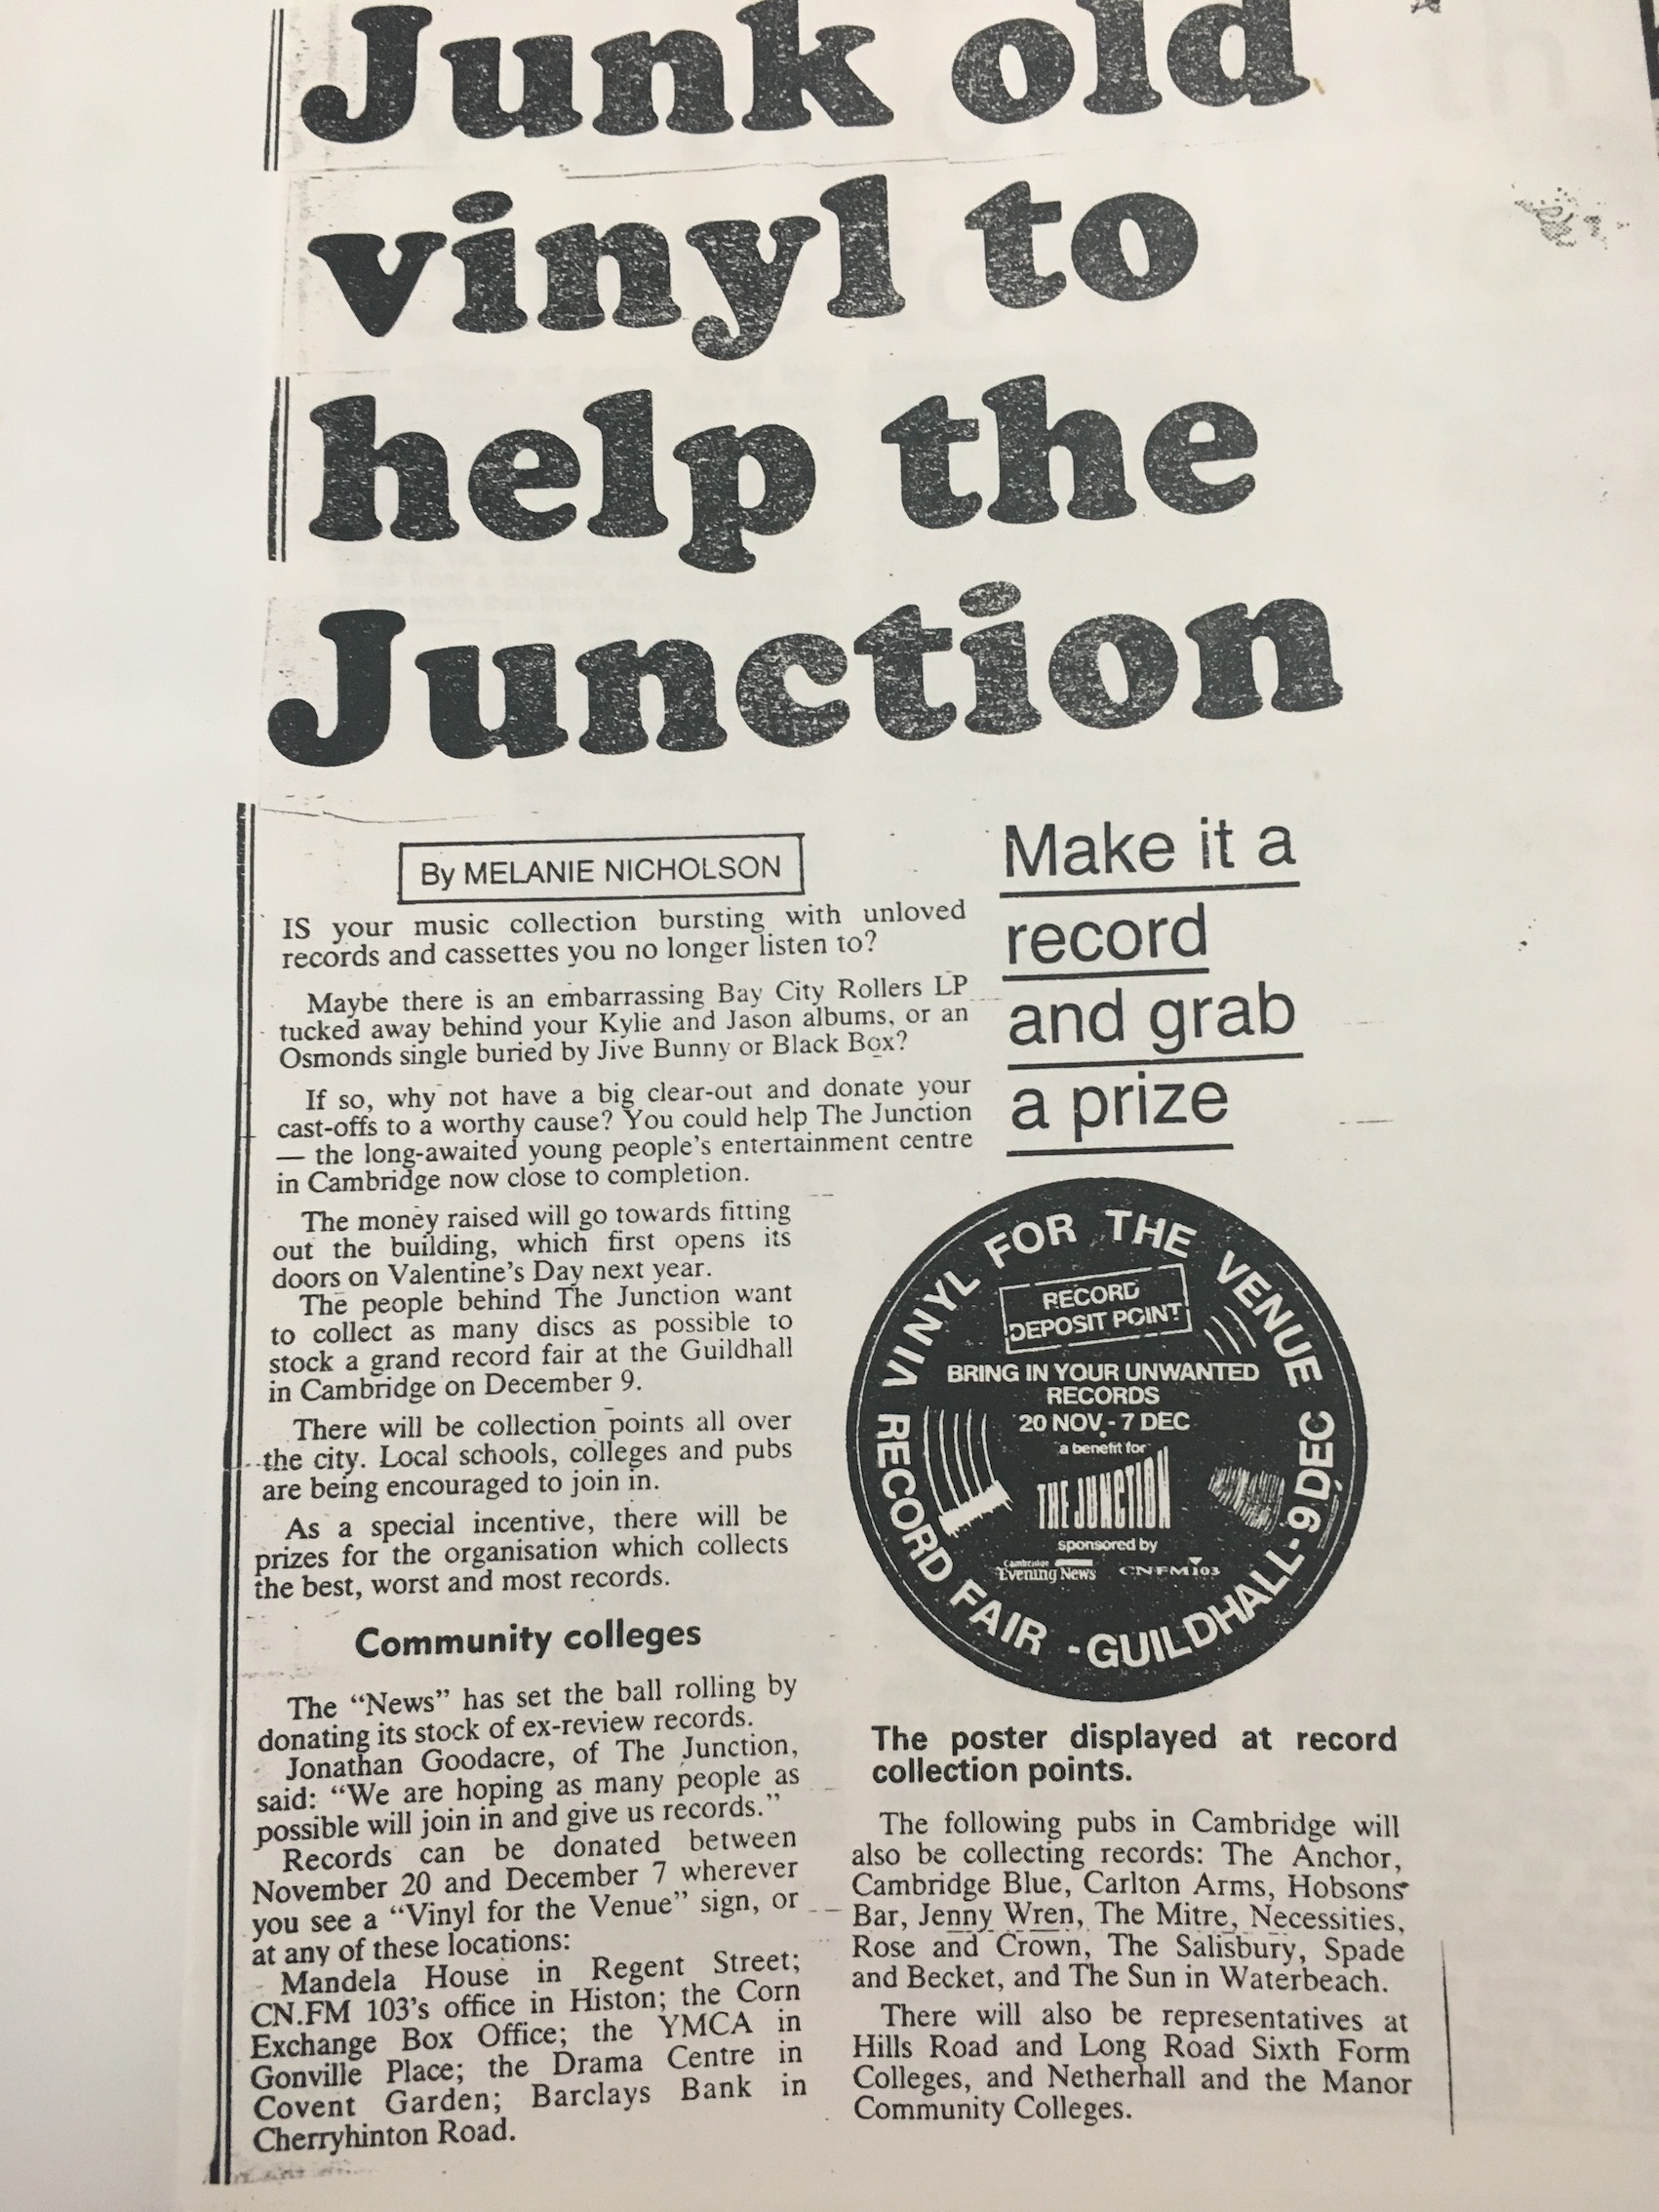 Junk old
vinyl to
help the
Junction
By MELANIE NICHOLSON
IS your music collection bursting with unloved
records and cassettes you no longer listen to?
Maybe there is an embarrassing Bay City Rollers LP
tucked away behind your Kylie and Jason albums, or an
Osmonds single buried by Jive Bunny or Black Box?
If so, why not have a big clear-out and donate your
cast-offs to a worthy cause? You could help The Junction
— the long-awaited young people's entertainment centre
in Cambridge now close to completion.
The money raised will go towards fitting
out the building, which first opens its
doors on Valentine's Day next year.
The people behind The Junction want
to collect as many discs as possible to
stock a grand record fair at the Guildhall
in Cambridge on December 9.
There will be collection points all over
the city. Local schools, colleges and pubs
are being encouraged to join in.
As a special incentive, there will be
prizes for the organisation which collects
the best, worst and most records.
Community colleges
The “News” has set the ball rolling by
donating its stock of ex-review records.
Jonathan Goodacre, of The Junction,
said: “We are hoping as many people as
possible will join in and give us records.”
Records can be donated between
November 20 and December 7 wherever
you see a “Vinyl for the Venue” sign, or
at any of these locations:
Mandela House in Regent Street;
CN.FM 103's office in Histon; the Corn
Exchange Box Office; the YMCA in
Gonville Place; the Drama Centre in
Covent Garden; Barclays Bank in
Cherryhinton Road.
Make it a
record
and grab
a prize
VINYL FOR THE VENUE
RECORD
DEPOSIT POINT
BRING IN YOUR UNWANTED
RECORDS
20 NOV.- 7 DEC
a benefit for
THE JUNCTION
sponsored by
Cambridge
Evening News
CNFM103
RECORD FAIR - GUILDHALL - 9 DEC
The poster displayed at record
collection points.
The following pubs in Cambridge will
also be collecting records: The Anchor,
Cambridge Blue, Carlton Arms, Hobsons
Bar, Jenny Wren, The Mitre, Necessities,
Rose and Crown, The Salisbury, Spade
and Becket, and The Sun in Waterbeach.
There will also be representatives at
Hills Road and Long Road Sixth Form
Colleges, and Netherhall and the Manor
Community Colleges.